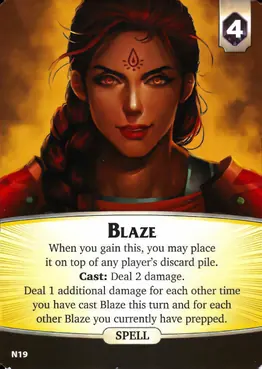 4
Blaze
When you gain this, you may place
it on top of any player's discard pile.
Cast: Deal 2 damage.
Deal 1 additional damage for each other time
you have cast Blaze this turn and for each
other Blaze you currently have prepped.
SPELL
N19